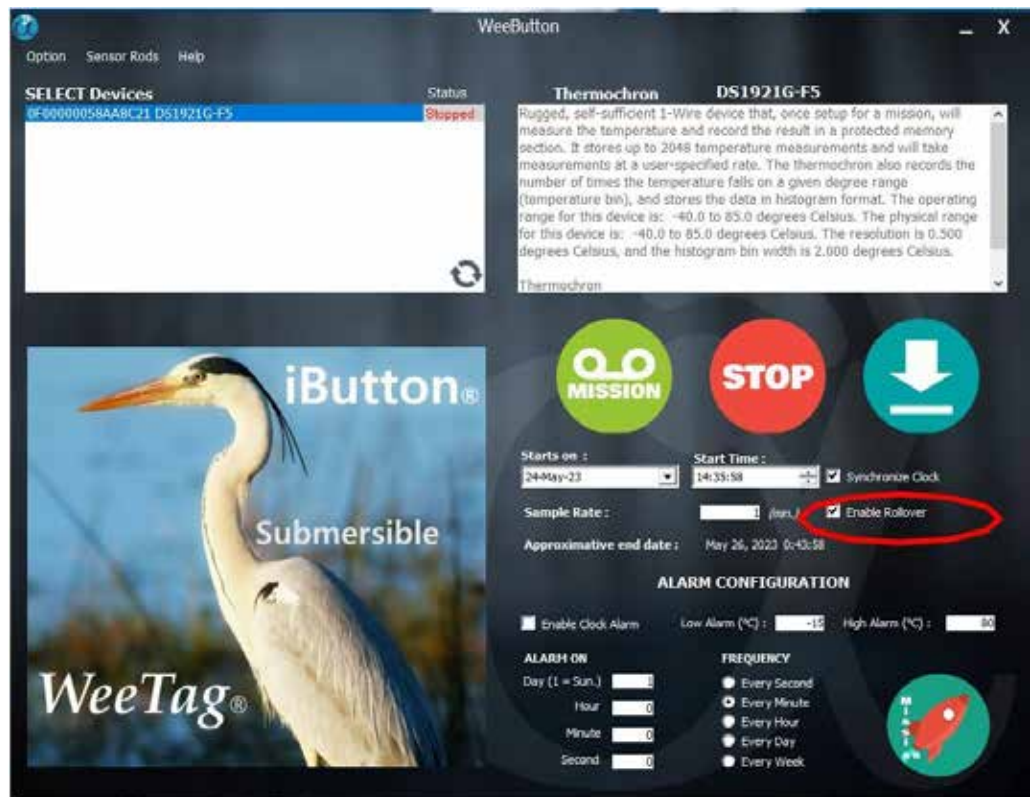 WeeButton
Option Sensor Rods Help
SELECT Devices Status
0F00000058AA8C21 DS1921G-F5 Stopped
Thermochron DS1921G-F5
Rugged, self-sufficient 1-Wire device that, once setup for a mission, will
measure the temperature and record the result in a protected memory
section. It stores up to 2048 temperature measurements and will take
measurements at a user-specified rate. The thermochron also records the
number of times the temperature falls on a given degree range
(temperature bin), and stores the data in histogram format. The operating
range for this device is: -40.0 to 85.0 degrees Celsius. The physical range
for this device is: -40.0 to 85.0 degrees Celsius. The resolution is 0.500
degrees Celsius, and the histogram bin width is 2.000 degrees Celsius.
Thermochron
iButton®
Submersible
WeeTag®
MISSION
STOP
Starts on : Start Time :
24-May-23 14:35:58 Synchronize Clock
Sample Rate : 1 /mn. Enable Rollover
Approximative end date : May 26, 2023 0:43:58
ALARM CONFIGURATION
Enable Clock Alarm Low Alarm (°C) : -15 High Alarm (°C) : 80
ALARM ON FREQUENCY
Day (1 = Sun.) 1 Every Second
Hour 0 Every Minute
Every Hour
Minute 0 Every Day
Second 0 Every Week
Mission